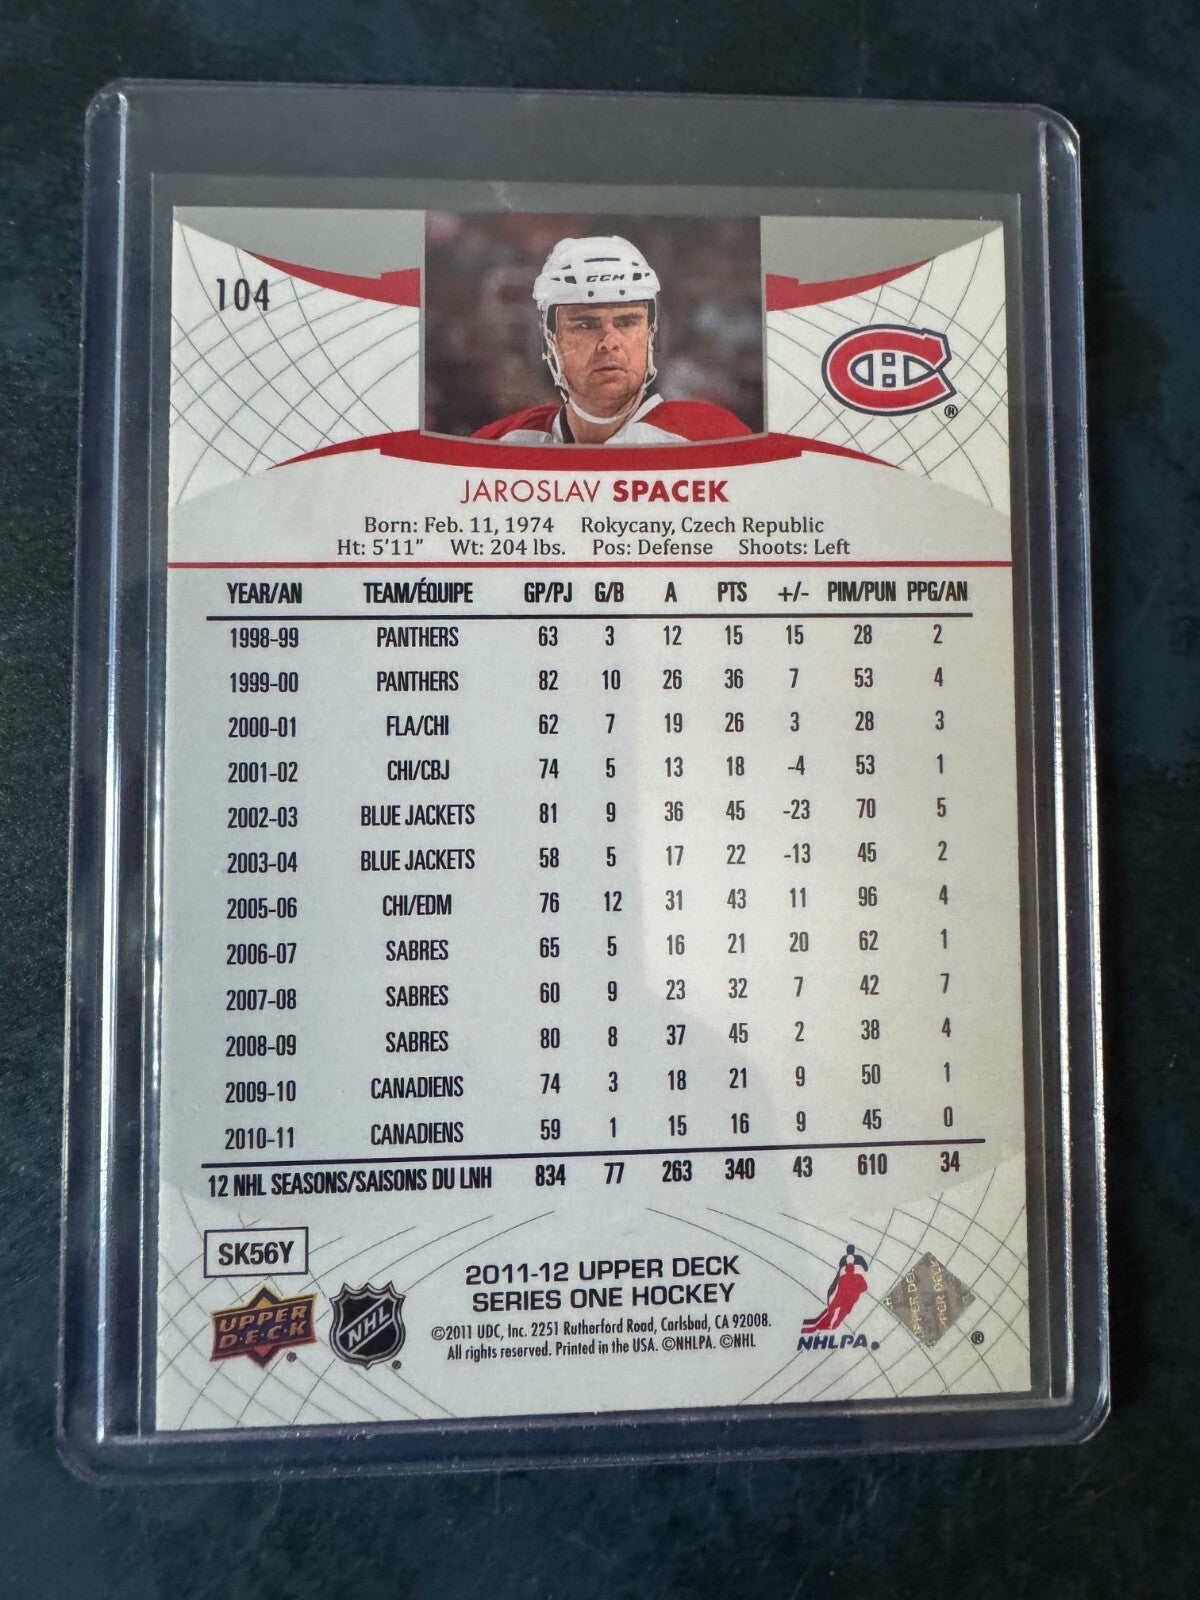 104
CCM
®
JAROSLAV SPACEK
Born: Feb. 11, 1974 Rokycany, Czech Republic
Ht: 5'11" Wt: 204 lbs. Pos: Defense Shoots: Left
YEAR/AN TEAM/ÉQUIPE GP/PJ G/B A PTS +/- PIM/PUN PPG/AN
1998-99 PANTHERS 63 3 12 15 15 28 2
1999-00 PANTHERS 82 10 26 36 7 53 4
2000-01 FLA/CHI 62 7 19 26 3 28 3
2001-02 CHI/CBJ 74 5 13 18 -4 53 1
2002-03 BLUE JACKETS 81 9 36 45 -23 70 5
2003-04 BLUE JACKETS 58 5 17 22 -13 45 2
2005-06 CHI/EDM 76 12 31 43 11 96 4
2006-07 SABRES 65 5 16 21 20 62 1
2007-08 SABRES 60 9 23 32 7 42 7
2008-09 SABRES 80 8 37 45 2 38 4
2009-10 CANADIENS 74 3 18 21 9 50 1
2010-11 CANADIENS 59 1 15 16 9 45 0
12 NHL SEASONS/SAISONS DU LNH 834 77 263 340 43 610 34
SK56Y
UPPER
D·E·C·K
®
NHL
®
2011-12 UPPER DECK
SERIES ONE HOCKEY
©2011 UDC, Inc. 2251 Rutherford Road, Carlsbad, CA 92008.
All rights reserved. Printed in the USA. ©NHLPA. ©NHL
NHLPA®
®